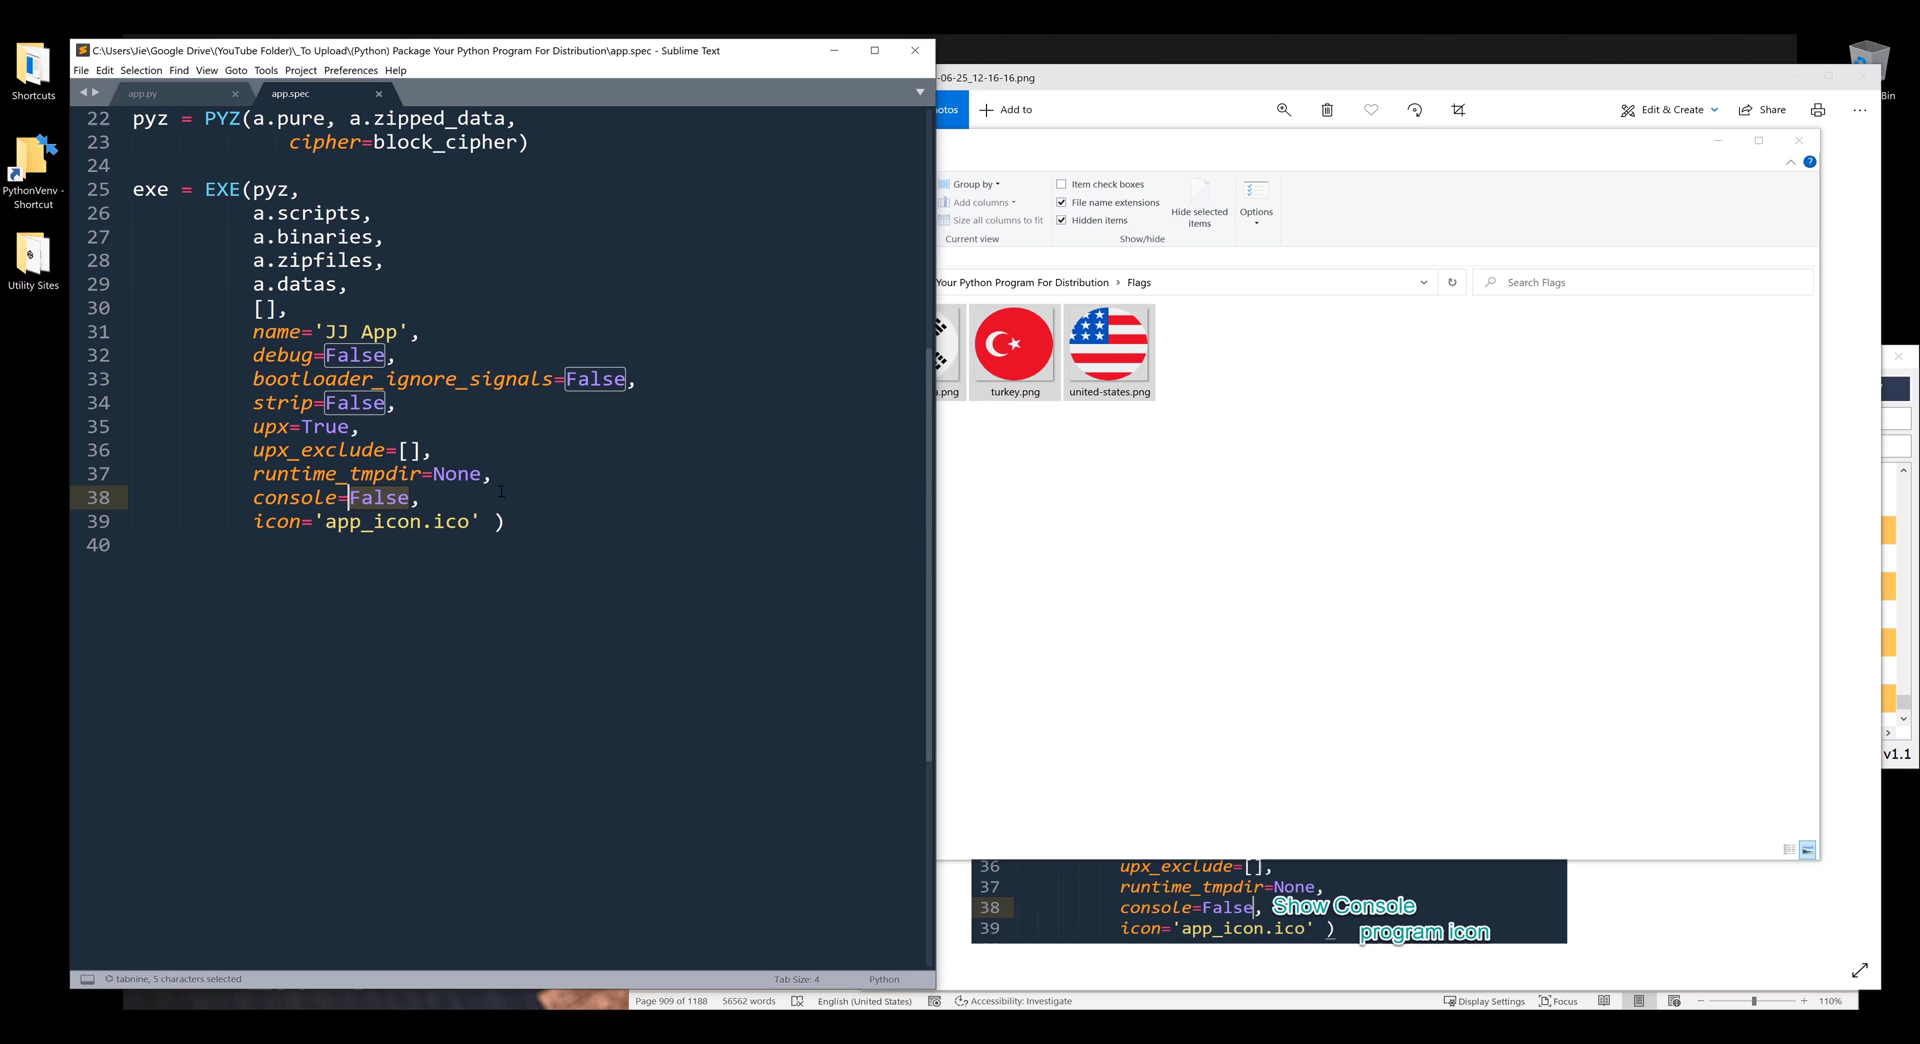 Shortcuts
PythonVenv -
Shortcut
Utility Sites
C:\Users\Jie\Google Drive\(YouTube Folder)\_To Upload\(Python) Package Your Python Program For Distribution\app.spec - Sublime Text
File Edit Selection Find View Goto Tools Project Preferences Help
app.py
app.spec
22 pyz = PYZ(a.pure, a.zipped_data,
23 cipher=block_cipher)
24
25 exe = EXE(pyz,
26 a.scripts,
27 a.binaries,
28 a.zipfiles,
29 a.datas,
30 [],
31 name='JJ App',
32 debug=False,
33 bootloader_ignore_signals=False,
34 strip=False,
35 upx=True,
36 upx_exclude=[],
37 runtime_tmpdir=None,
38 console=False,
39 icon='app_icon.ico' )
40
tabnine, 5 characters selected
Tab Size: 4
Python
-06-25_12-16-16.png
Bin
otos
Add to
Edit & Create
Share
Group by
Add columns
Size all columns to fit
Current view
Item check boxes
File name extensions
Hidden items
Show/hide
Hide selected
items
Options
Your Python Program For Distribution › Flags
Search Flags
a.png
turkey.png
united-states.png
36 upx_exclude=[],
37 runtime_tmpdir=None,
38 console=False, Show Console
39 icon='app_icon.ico' ) program icon
v1.1
Page 909 of 1188 56562 words English (United States) Accessibility: Investigate Display Settings Focus 110%